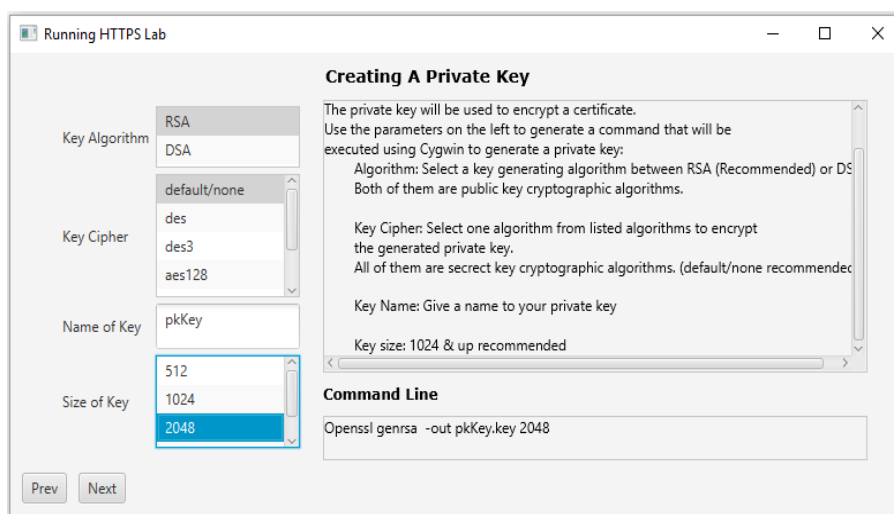 Running HTTPS Lab
Creating A Private Key
Key Algorithm
RSA
DSA
Key Cipher
default/none
des
des3
aes128
Name of Key
pkKey
Size of Key
512
1024
2048
The private key will be used to encrypt a certificate.
Use the parameters on the left to generate a command that will be
executed using Cygwin to generate a private key:
Algorithm: Select a key generating algorithm between RSA (Recommended) or DS
Both of them are public key cryptographic algorithms.
Key Cipher: Select one algorithm from listed algorithms to encrypt
the generated private key.
All of them are secrect key cryptographic algorithms. (default/none recommended
Key Name: Give a name to your private key
Key size: 1024 & up recommended
Command Line
Openssl genrsa -out pkKey.key 2048
Prev
Next